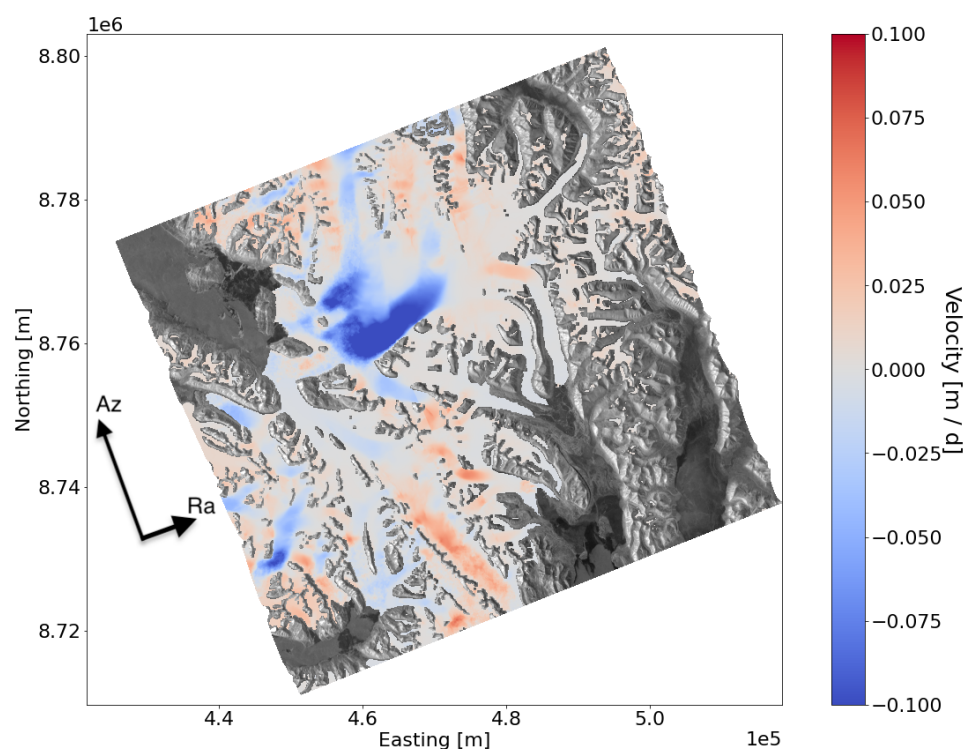 1e6
8.80
8.78
8.76
8.74
8.72
Northing [m]
Az
Ra
4.4
4.6
4.8
5.0
1e5
Easting [m]
0.100
0.075
0.050
0.025
0.000
−0.025
−0.050
−0.075
−0.100
Velocity [m / d]